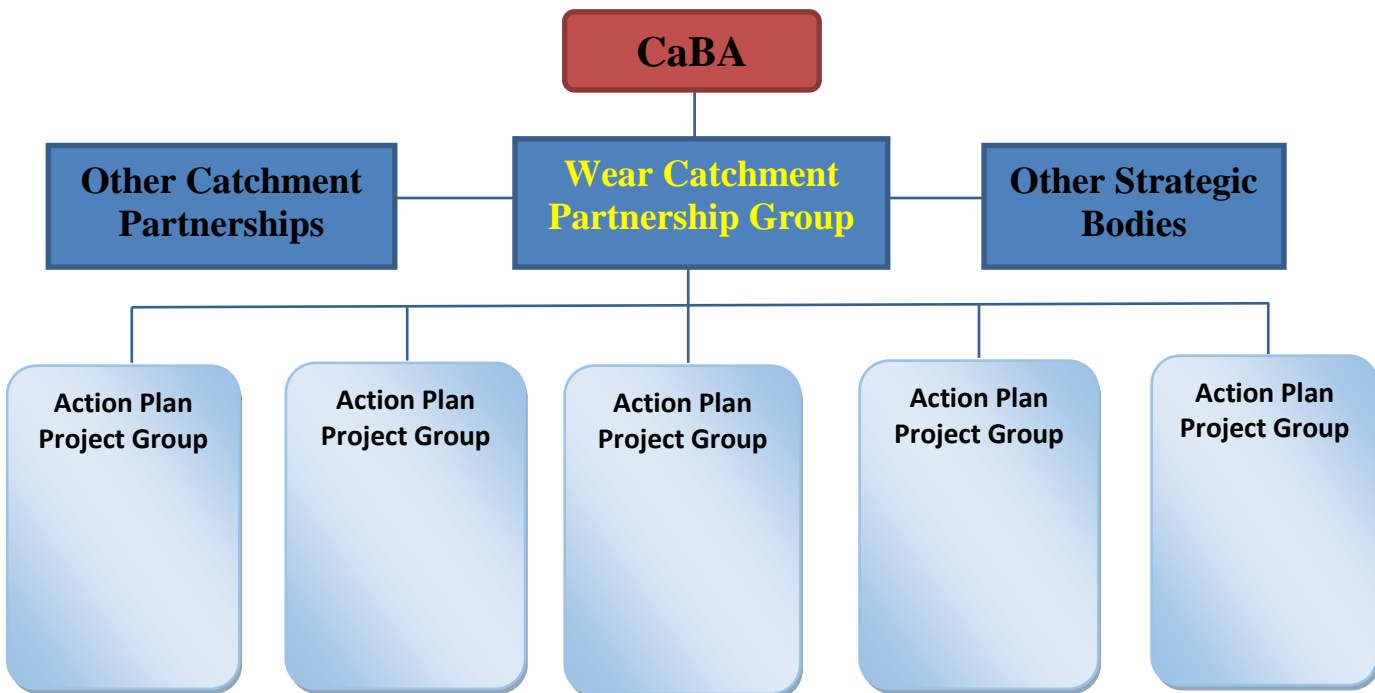 CaBA
Other Catchment
Partnerships
Wear Catchment
Partnership Group
Other Strategic
Bodies
Action Plan
Project Group
Action Plan
Project Group
Action Plan
Project Group
Action Plan
Project Group
Action Plan
Project Group